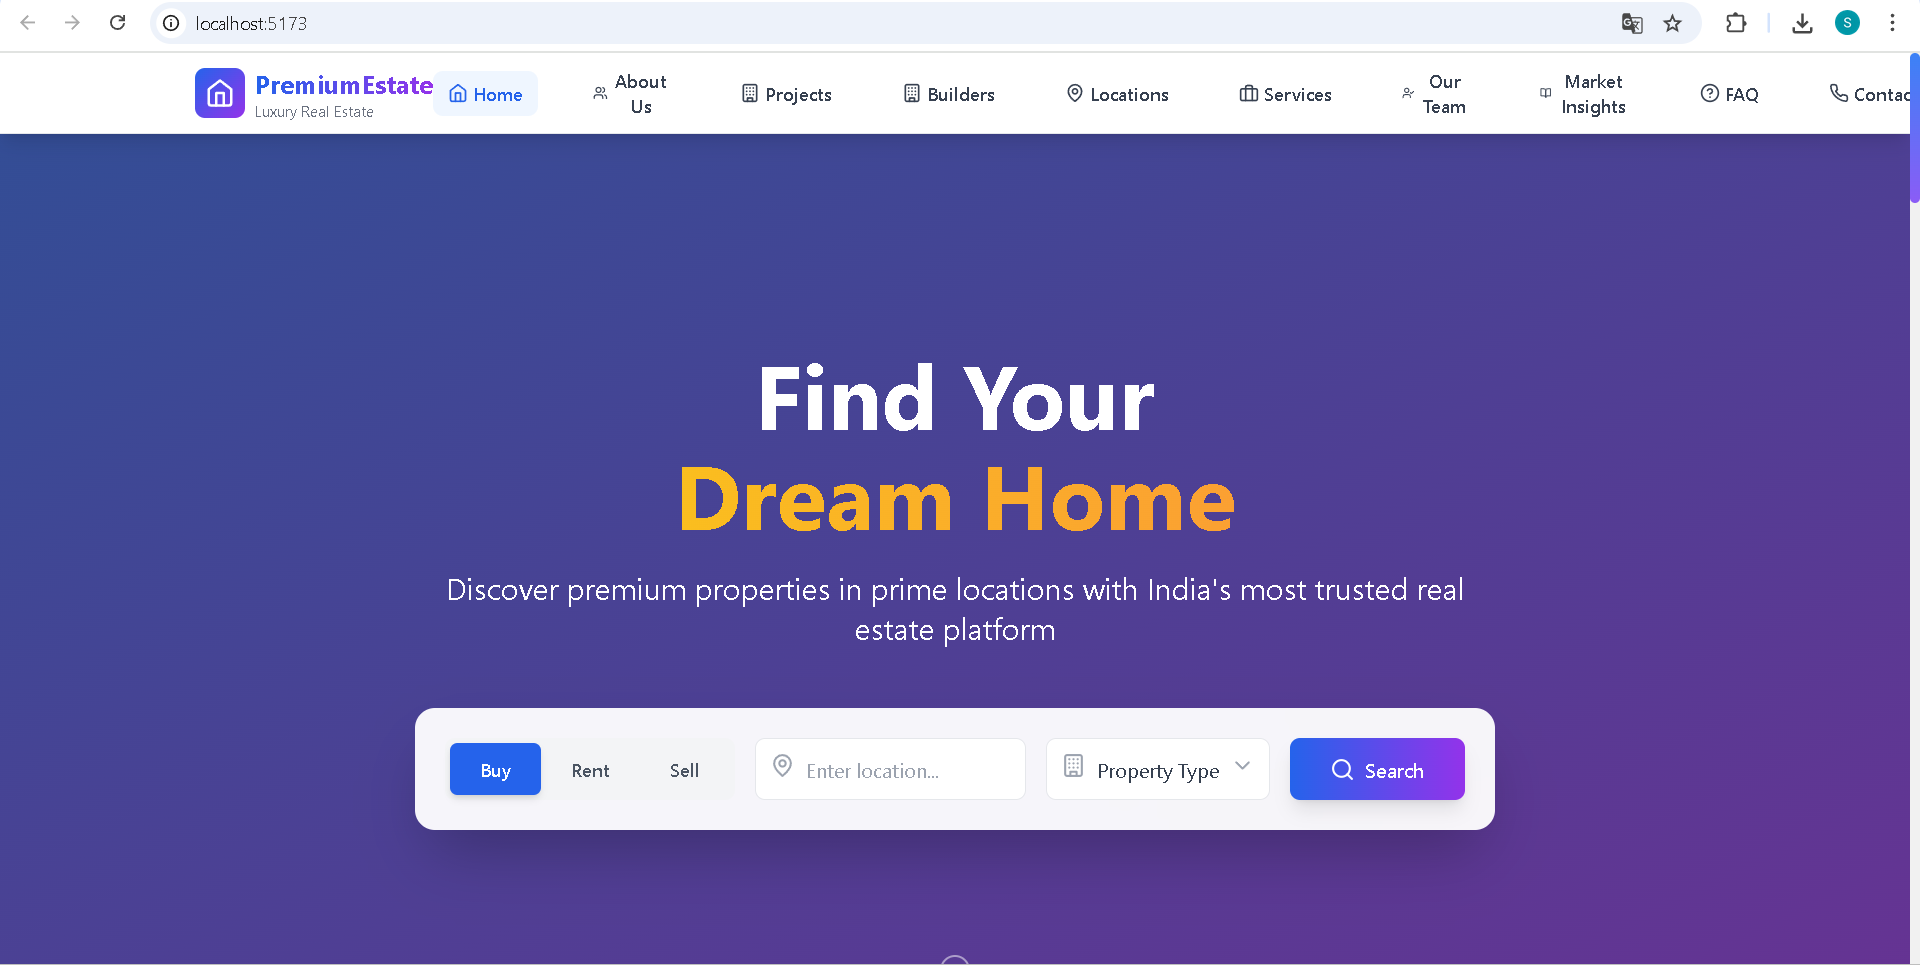 localhost:5173
S
PremiumEstate
Luxury Real Estate
Home
About
Us
Projects
Builders
Locations
Services
Our
Team
Market
Insights
FAQ
Contac
Find Your
Dream Home
Discover premium properties in prime locations with India's most trusted real
estate platform
Buy
Rent
Sell
Enter location...
Property Type
Search